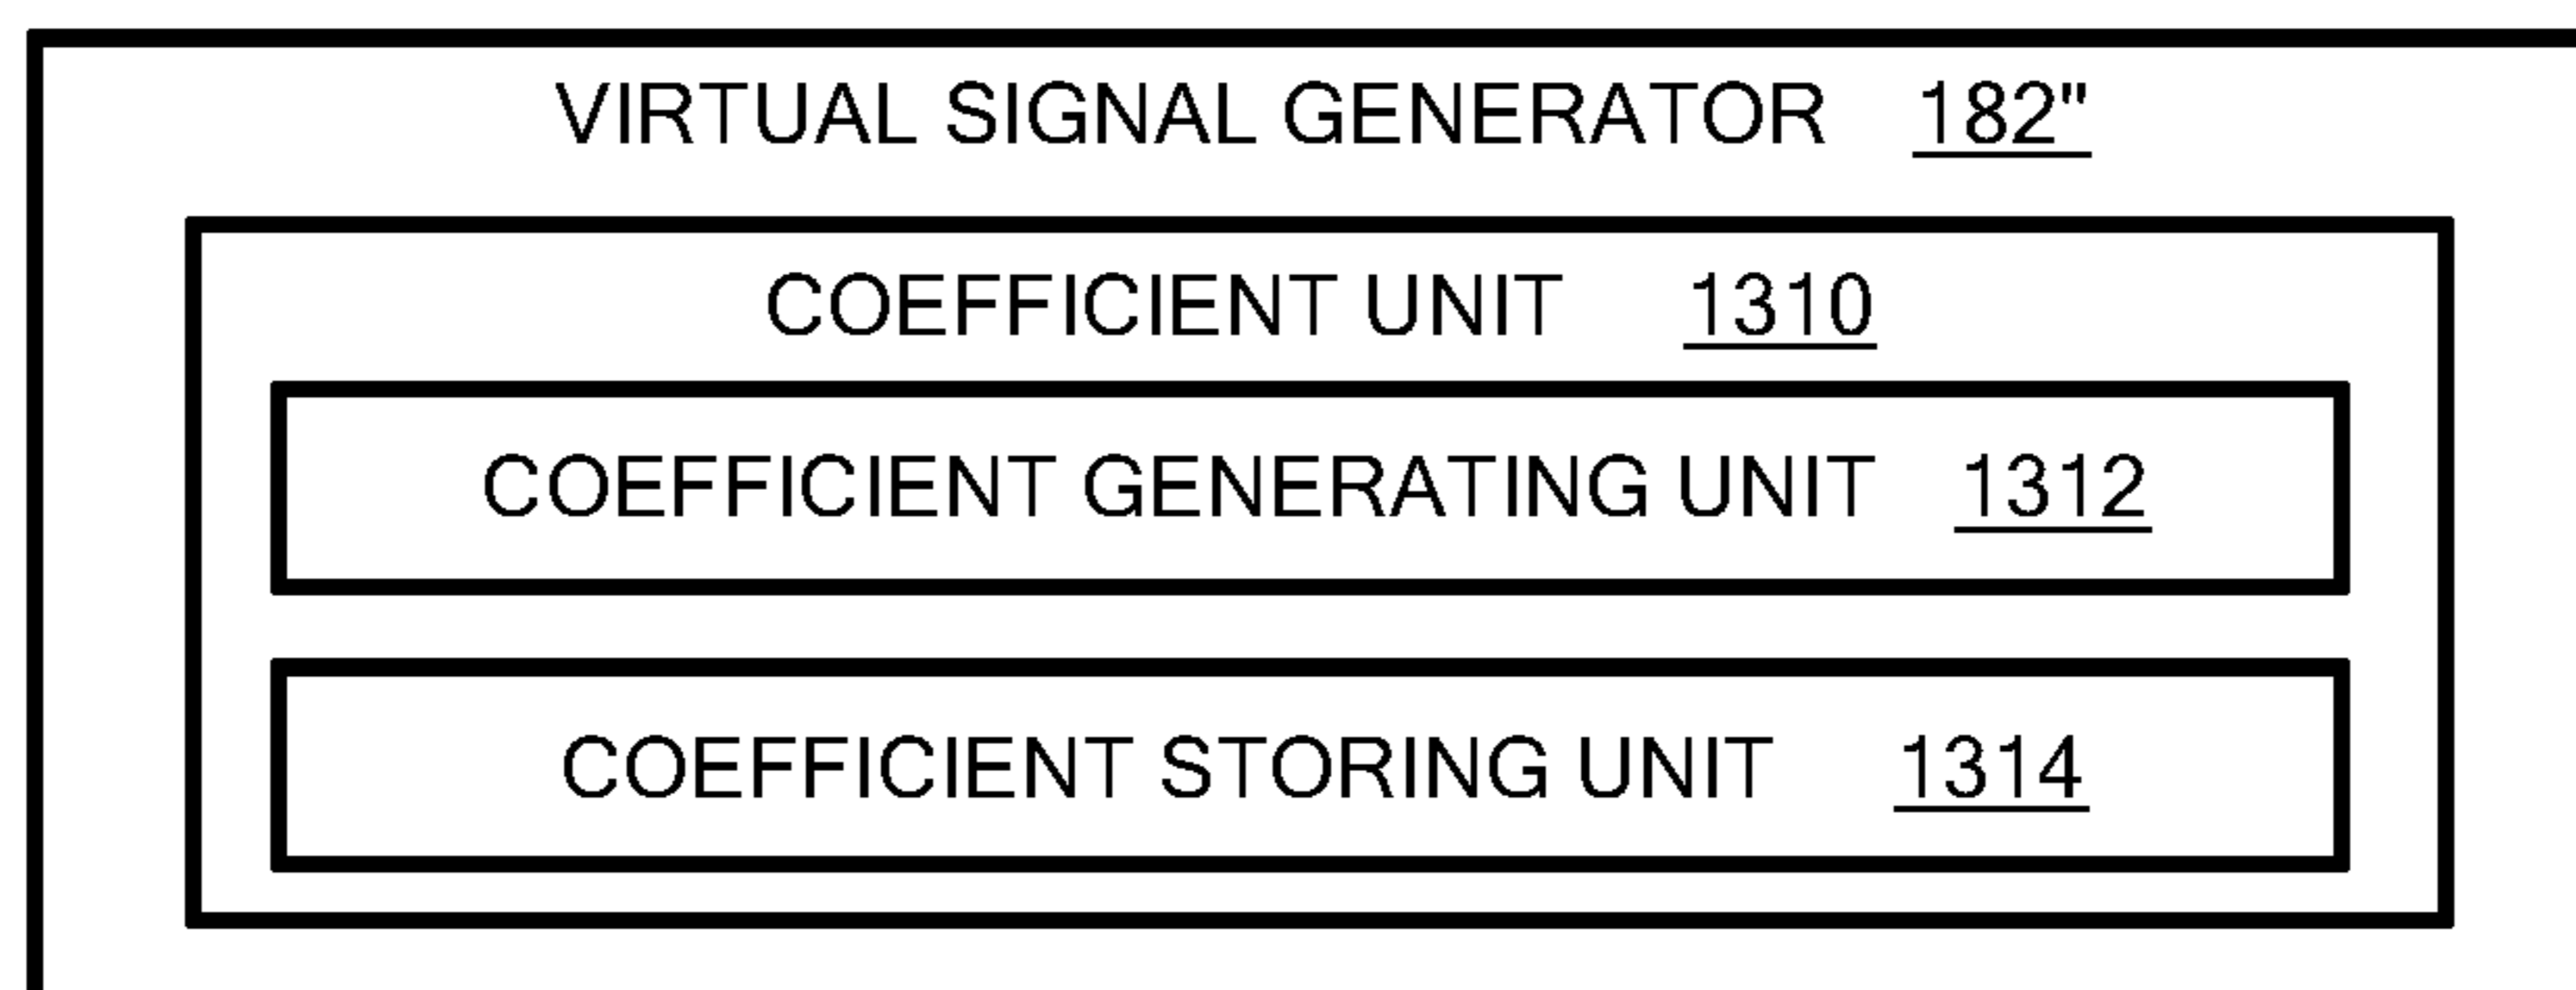 VIRTUAL SIGNAL GENERATOR 182"
COEFFICIENT UNIT 1310
COEFFICIENT GENERATING UNIT 1312
COEFFICIENT STORING UNIT 1314